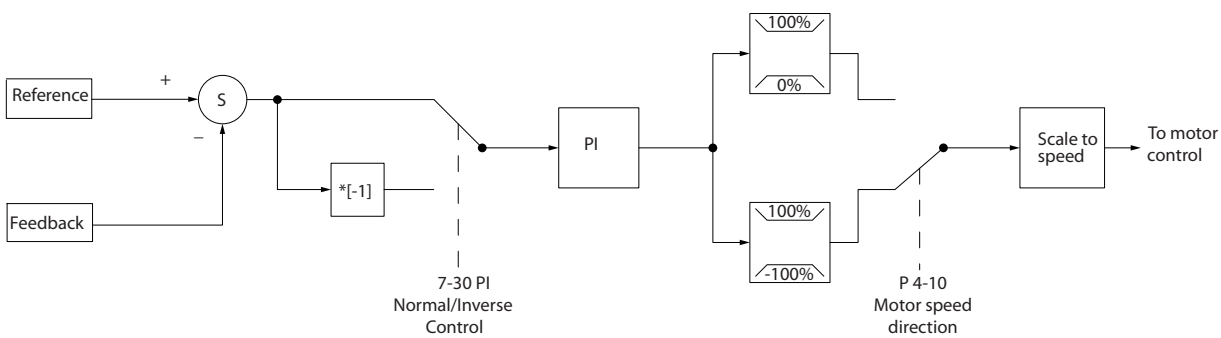 Reference
+
S
_
Feedback
*[-1]
7-30 PI
Normal/Inverse
Control
PI
100%
0%
100%
-100%
P 4-10
Motor speed
direction
Scale to
speed
To motor
control